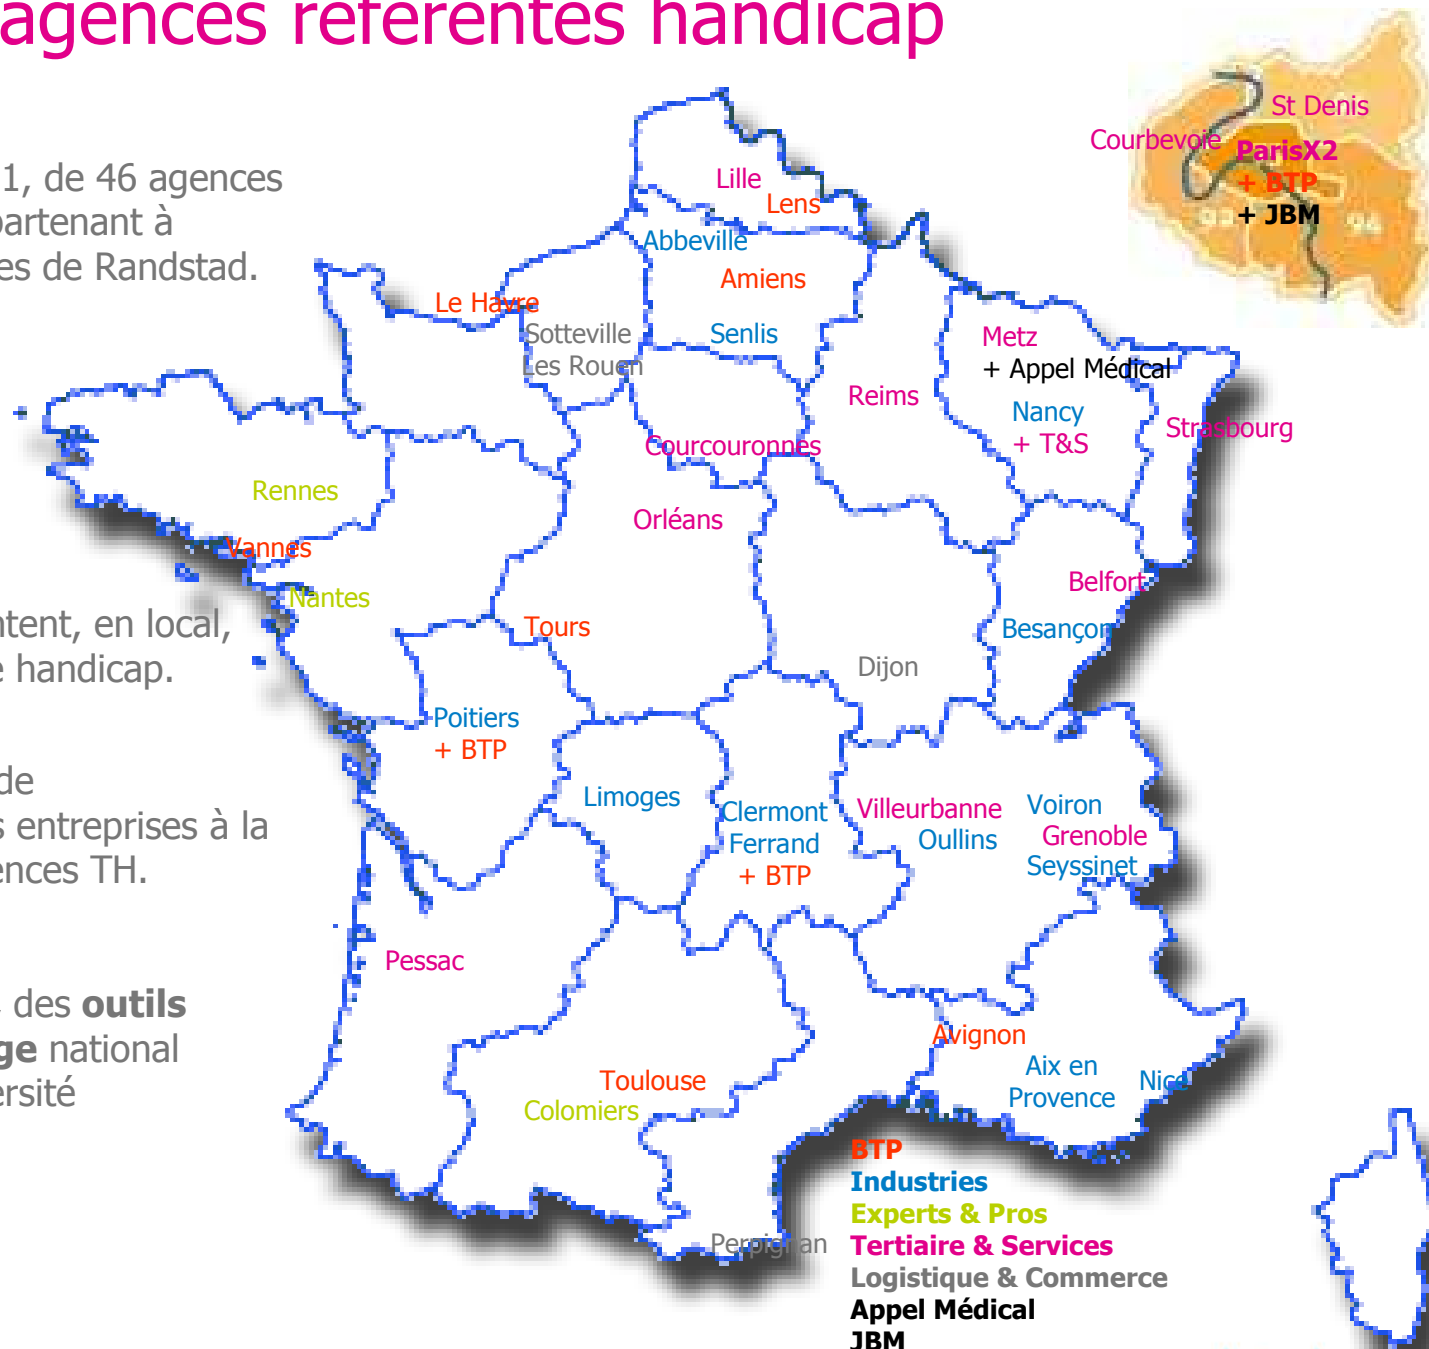 agences référentes handicap
1, de 46 agences
partenant à
es de Randstad.
ntent, en local,
e handicap.
de
s entreprises à la
ences TH.
des outils
ge national
ersité
St Denis
Courbevoie
ParisX2
+ BTP
+ JBM
Lille
Lens
Abbeville
Amiens
Le Havre
Sotteville
Les Rouen
Senlis
Metz
+ Appel Médical
Reims
Nancy
+ T&S
Strasbourg
Courcouronnes
Rennes
Orléans
Vannes
Nantes
Belfort
Tours
Besançon
Dijon
Poitiers
+ BTP
Limoges
Clermont
Ferrand
+ BTP
Villeurbanne
Oullins
Voiron
Grenoble
Seyssinet
Pessac
Avignon
Aix en
Provence
Nice
Toulouse
Colomiers
Perpignan
BTP
Industries
Experts & Pros
Tertiaire & Services
Logistique & Commerce
Appel Médical
JBM